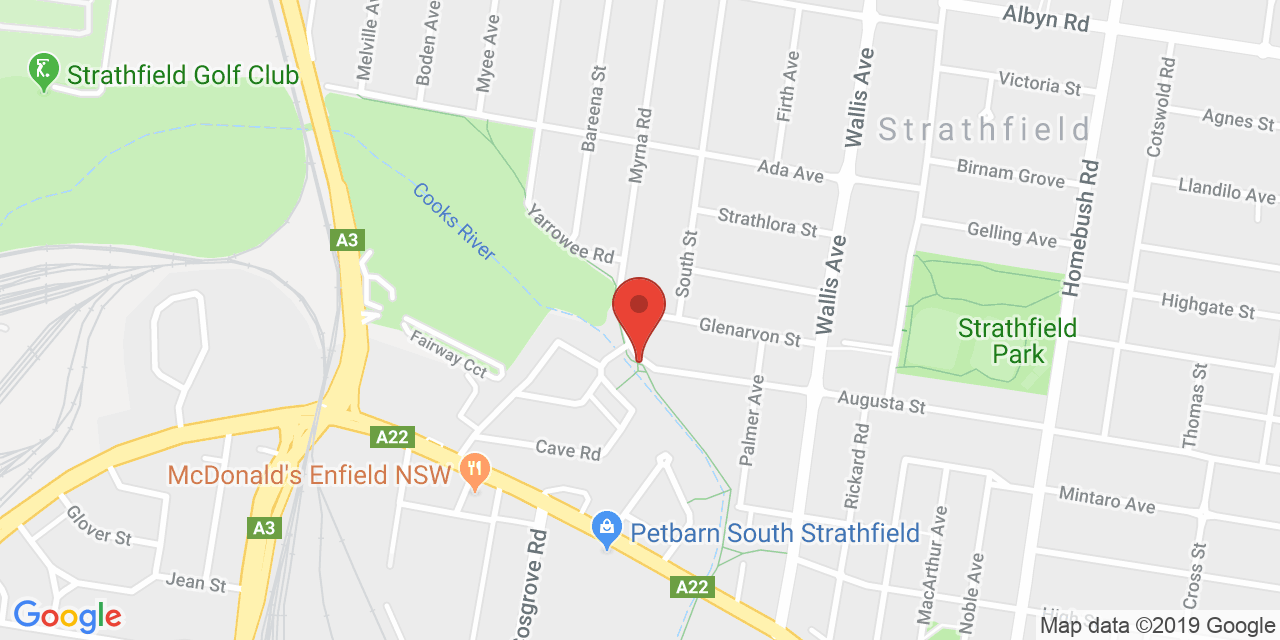 Albyn Rd
Melville Av
Boden Ave
Myee Ave
Strathfield Golf Club
Victoria St
Cotswold Rd
Agnes St
Bareena St
Myrna Rd
Firth Ave
Wallis Ave
Strathfield
Ada Ave
Birnam Grove
Llandilo Ave
Homebush Rd
Cooks River
Yarrowee Rd
Strathlora St
Gelling Ave
A3
South St
Wallis Ave
Highgate St
Glenarvon St
Strathfield
Park
Fairway Cct
Palmer Ave
Augusta St
Thomas St
A22
Cave Rd
McDonald's Enfield NSW
Rickard Rd
Mintaro Ave
Glover St
A3
Petbarn South Strathfield
Cosgrove Rd
MacArthur Ave
Noble Ave
Cross St
Jean St
A22
High S
Google
Map data ©2019 Google